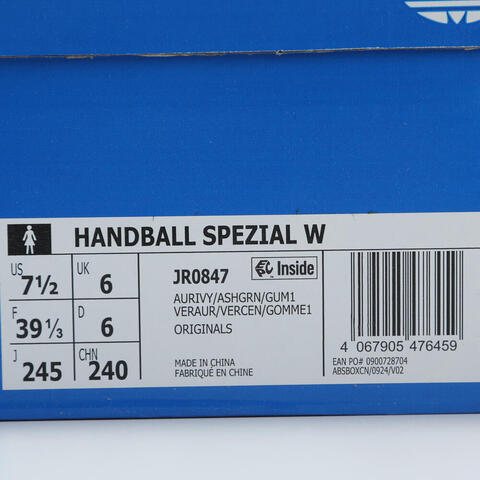 HANDBALL SPEZIAL W
US 7½ UK 6
F 39⅓ D 6
J 245 CHN 240
JR0847
Inside
AURIVY/ASHGRN/GUM1
VERAUR/VERCEN/GOMME1
ORIGINALS
MADE IN CHINA
FABRIQUÉ EN CHINE
4 067905 476459
EAN PO# 0900728704
ABSBOXCN/0924/V02